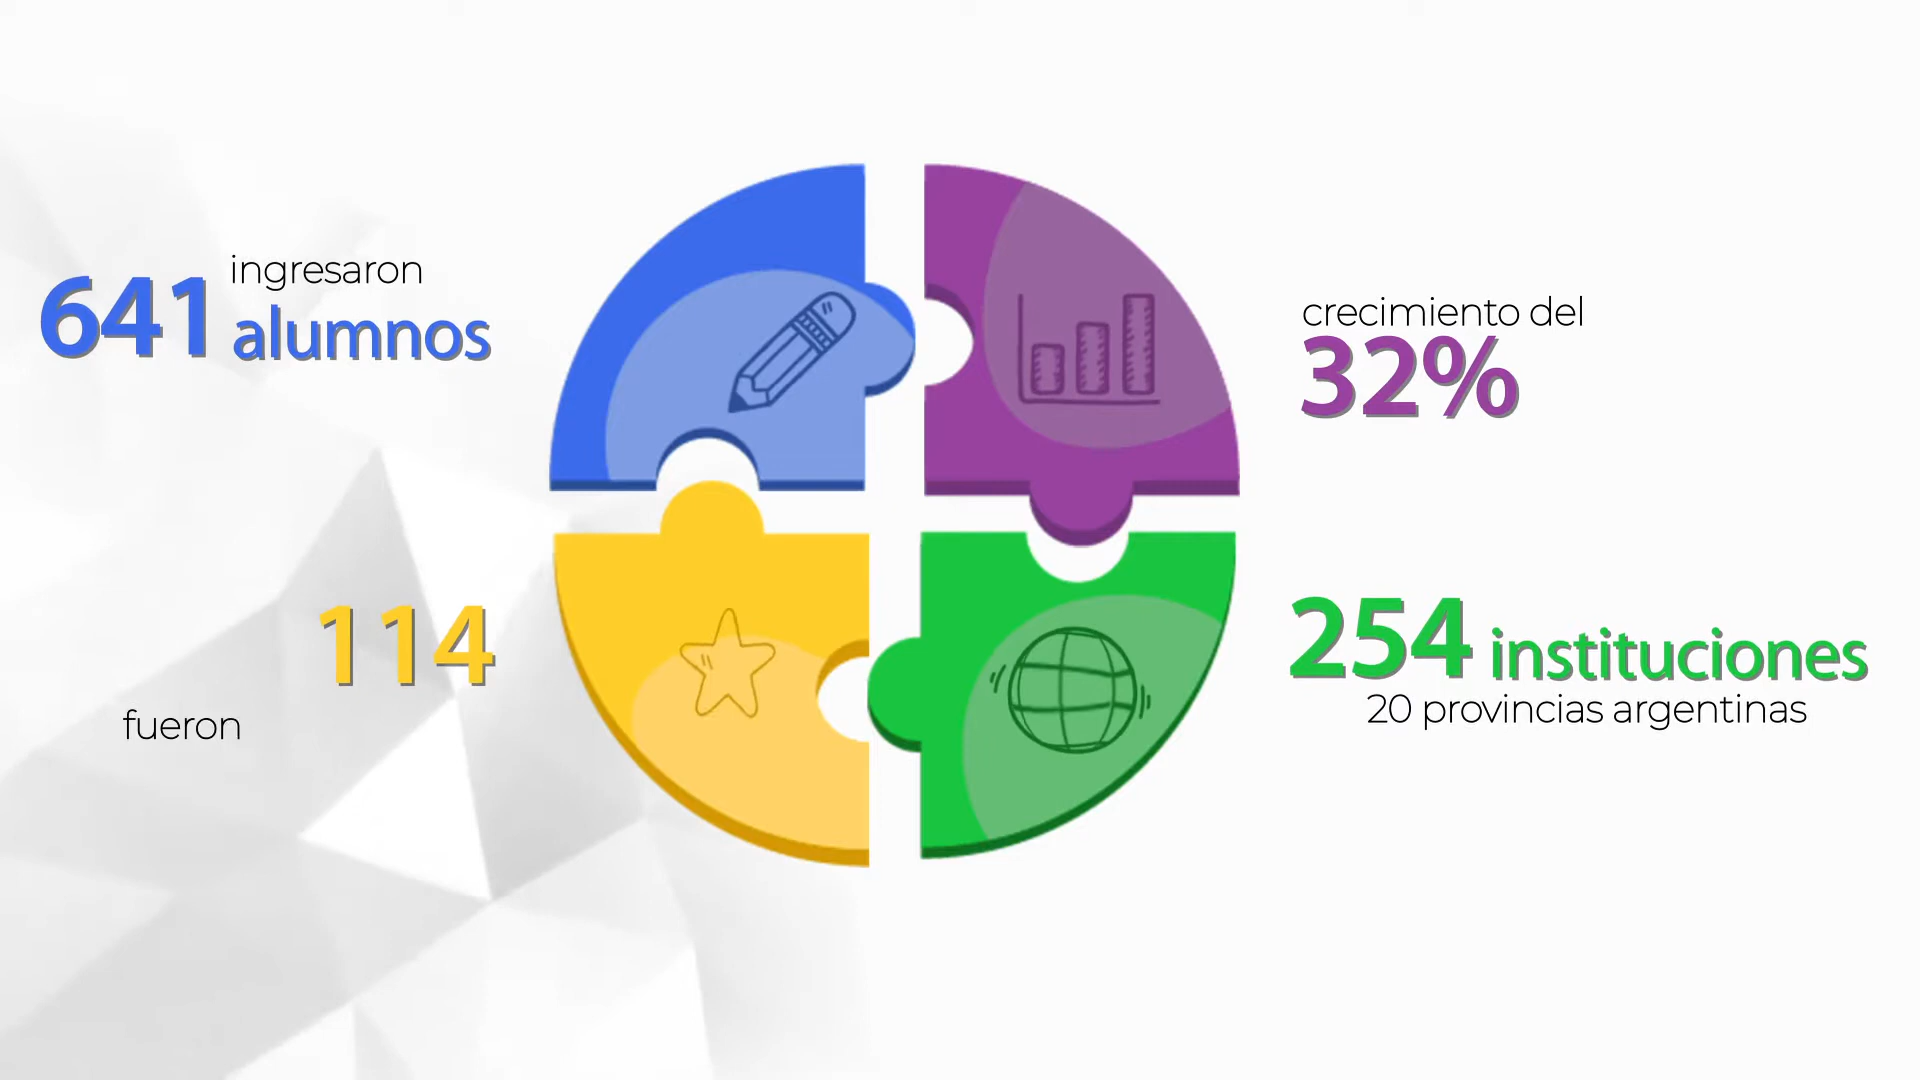 ingresaron
641 alumnos
crecimiento del
32%
114
fueron
254 instituciones
20 provincias argentinas